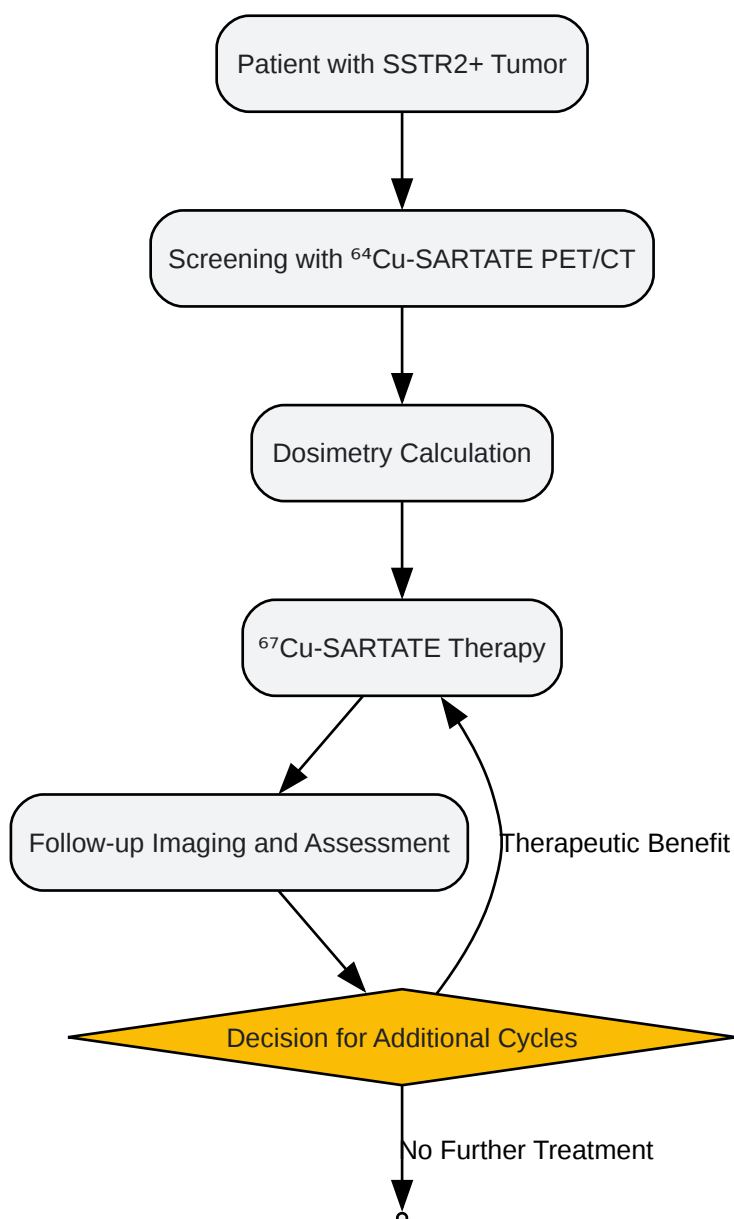 Patient with SSTR2+ Tumor
Screening with ⁶⁴Cu-SARTATE PET/CT
Dosimetry Calculation
⁶⁷Cu-SARTATE Therapy
Follow-up Imaging and Assessment
Therapeutic Benefit
Decision for Additional Cycles
No Further Treatment